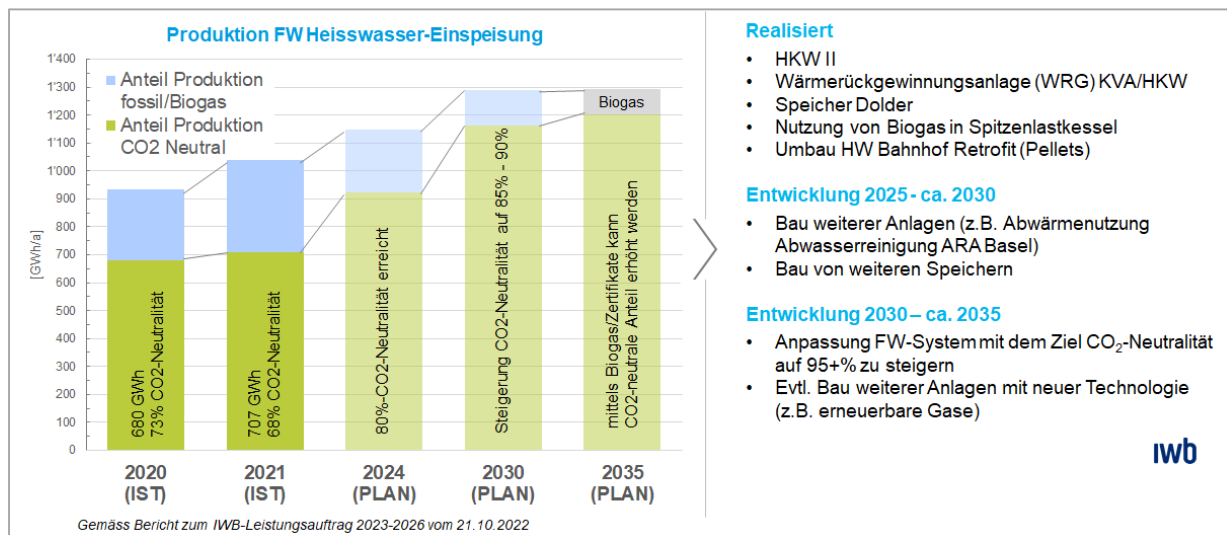 Produktion FW Heisswasser-Einspeisung
1'400
1'300
1'200
1'100
1'000
900
800
700
600
500
400
300
200
100
0
[GWh/a]
Anteil Produktion
fossil/Biogas
Anteil Produktion
CO2 Neutral
680 GWh
73% CO2-Neutralität
707 GWh
68% CO2-Neutralität
80%-CO2-Neutralität erreicht
Steigerung CO2-Neutralität auf 85% - 90%
Biogas
mittels Biogas/Zertifikate kann
CO2-neutrale Anteil erhöht werden
2020
(IST)
2021
(IST)
2024
(PLAN)
2030
(PLAN)
2035
(PLAN)
Gemäss Bericht zum IWB-Leistungsauftrag 2023-2026 vom 21.10.2022
Realisiert
• HKW II
• Wärmerückgewinnungsanlage (WRG) KVA/HKW
• Speicher Dolder
• Nutzung von Biogas in Spitzenlastkessel
• Umbau HW Bahnhof Retrofit (Pellets)
Entwicklung 2025 - ca. 2030
• Bau weiterer Anlagen (z.B. Abwärmenutzung
Abwasserreinigung ARA Basel)
• Bau von weiteren Speichern
Entwicklung 2030 – ca. 2035
• Anpassung FW-System mit dem Ziel CO₂-Neutralität
auf 95+% zu steigern
• Evtl. Bau weiterer Anlagen mit neuer Technologie
(z.B. erneuerbare Gase)
iwb